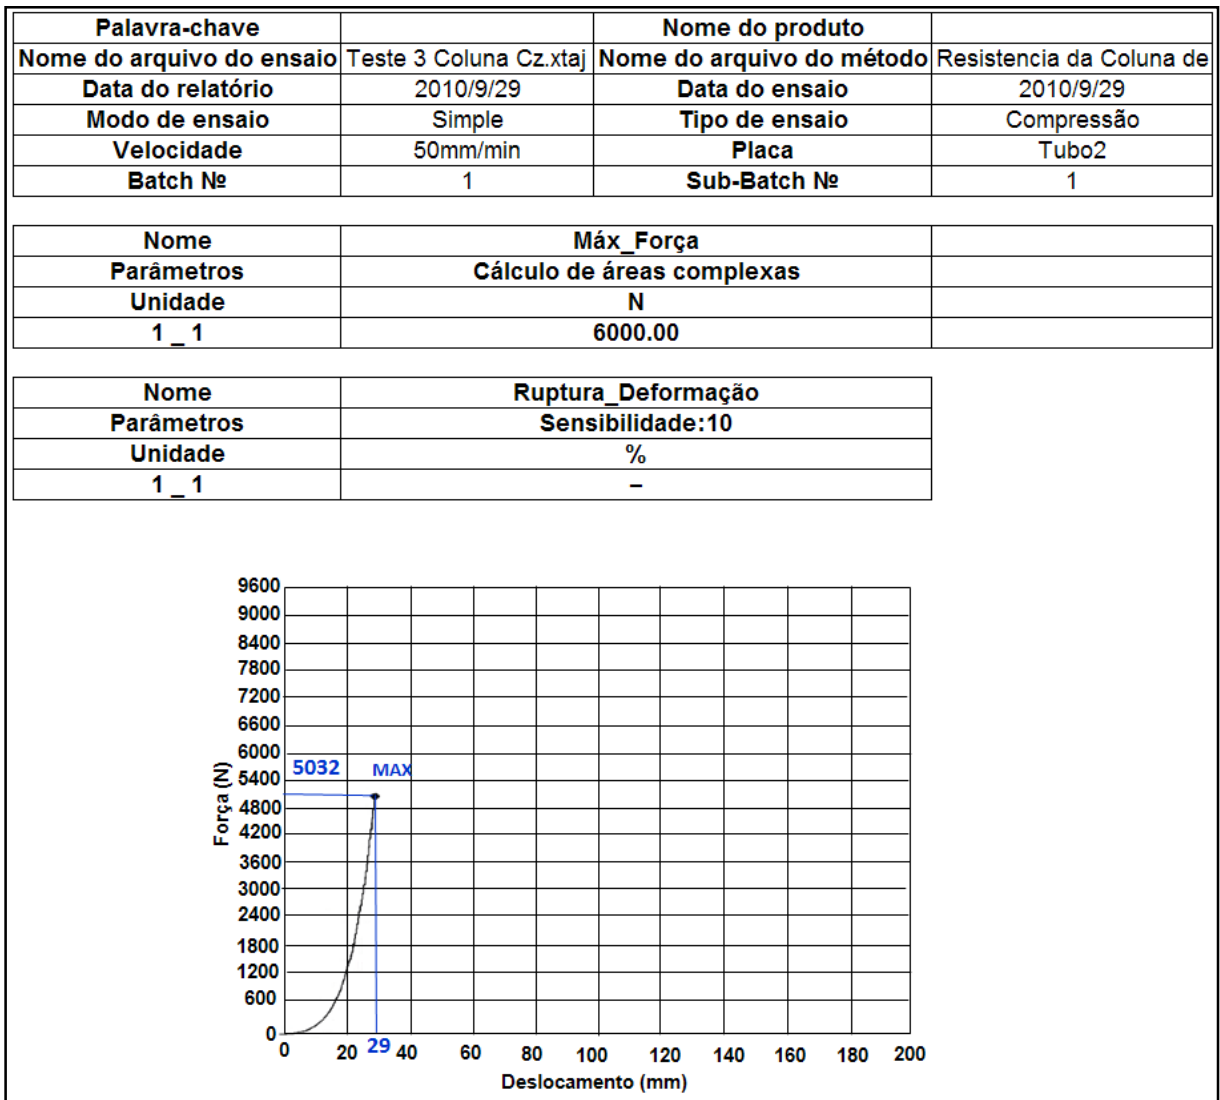 Palavra-chave Nome do produto
Nome do arquivo do ensaio Teste 3 Coluna Cz.xtaj Nome do arquivo do método Resistencia da Coluna de
Data do relatório 2010/9/29 Data do ensaio 2010/9/29
Modo de ensaio Simple Tipo de ensaio Compressão
Velocidade 50mm/min Placa Tubo2
Batch Nº 1 Sub-Batch Nº 1
Nome Máx_Força
Parâmetros Cálculo de áreas complexas
Unidade N
1 _ 1 6000.00
Nome Ruptura_Deformação
Parâmetros Sensibilidade:10
Unidade %
1 _ 1 –
9600
9000
8400
7800
7200
6600
6000
5032 MAX
5400
4800
4200
3600
3000
2400
1800
1200
600
0
Força (N)
0 20 29 40 60 80 100 120 140 160 180 200
Deslocamento (mm)